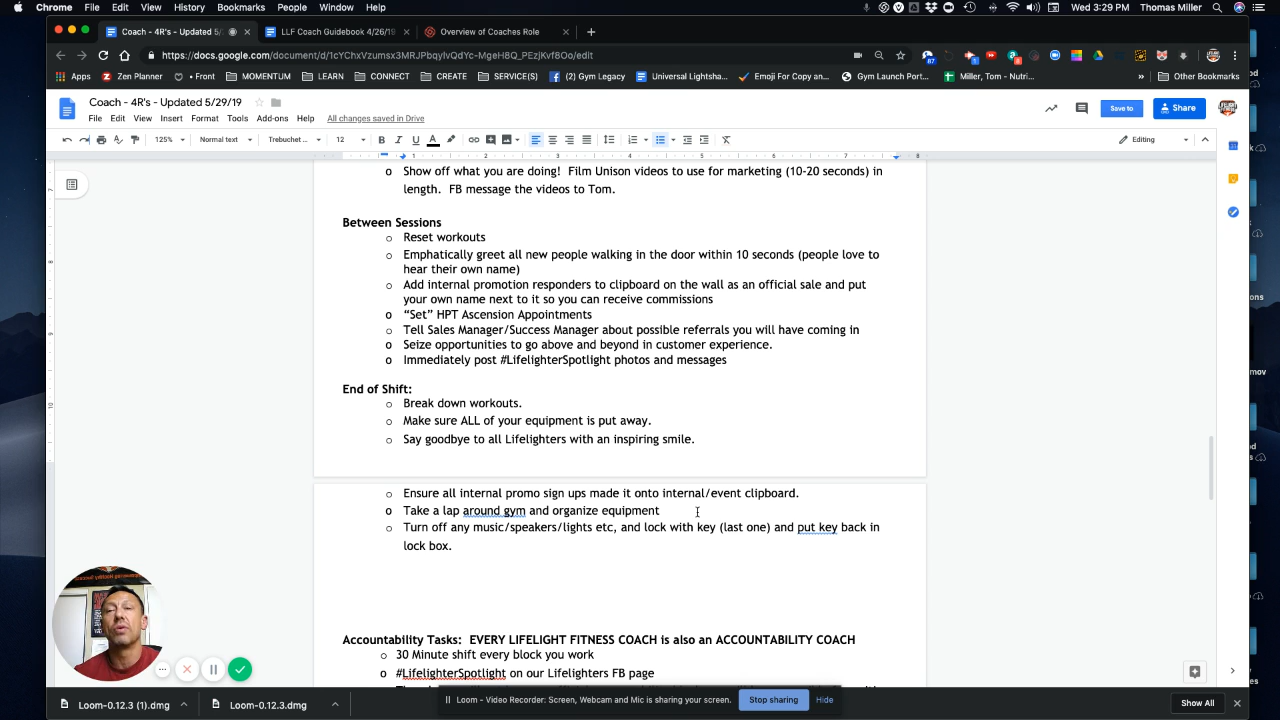 Chrome File Edit View History Bookmarks People Window Help
Wed 3:29 PM Thomas Miller
Coach - 4R's - Updated 5/
LLF Coach Guidebook 4/26/19
Overview of Coaches Role
https://docs.google.com/document/d/1cYChxVzumsx3MRJPbqylvQdYc-MgeH8Q_PEzjKvf8Oo/edit
Apps Zen Planner Front MOMENTUM LEARN CONNECT CREATE SERVICE(S) (2) Gym Legacy Universal Lightsha... Emoji For Copy an... Gym Launch Port... Miller, Tom - Nutri... » Other Bookmarks
Coach - 4R's - Updated 5/29/19
File Edit View Insert Format Tools Add-ons Help All changes saved in Drive
Save to
Share
125% Normal text Trebuchet ... 12 B I U A Editing
1 2 3 4 5 6 7 8
o Show off what you are doing! Film Unison videos to use for marketing (10-20 seconds) in
length. FB message the videos to Tom.
Between Sessions
o Reset workouts
o Emphatically greet all new people walking in the door within 10 seconds (people love to
hear their own name)
o Add internal promotion responders to clipboard on the wall as an official sale and put
your own name next to it so you can receive commissions
o “Set” HPT Ascension Appointments
o Tell Sales Manager/Success Manager about possible referrals you will have coming in
o Seize opportunities to go above and beyond in customer experience.
o Immediately post #LifelighterSpotlight photos and messages
End of Shift:
o Break down workouts.
o Make sure ALL of your equipment is put away.
o Say goodbye to all Lifelighters with an inspiring smile.
o Ensure all internal promo sign ups made it onto internal/event clipboard.
o Take a lap around gym and organize equipment
o Turn off any music/speakers/lights etc, and lock with key (last one) and put key back in
lock box.
Accountability Tasks: EVERY LIFELIGHT FITNESS COACH is also an ACCOUNTABILITY COACH
o 30 Minute shift every block you work
o #LifelighterSpotlight on our Lifelighters FB page
Loom - Video Recorder: Screen, Webcam and Mic is sharing your screen. Stop sharing Hide
Loom-0.12.3 (1).dmg
Loom-0.12.3.dmg
Show All